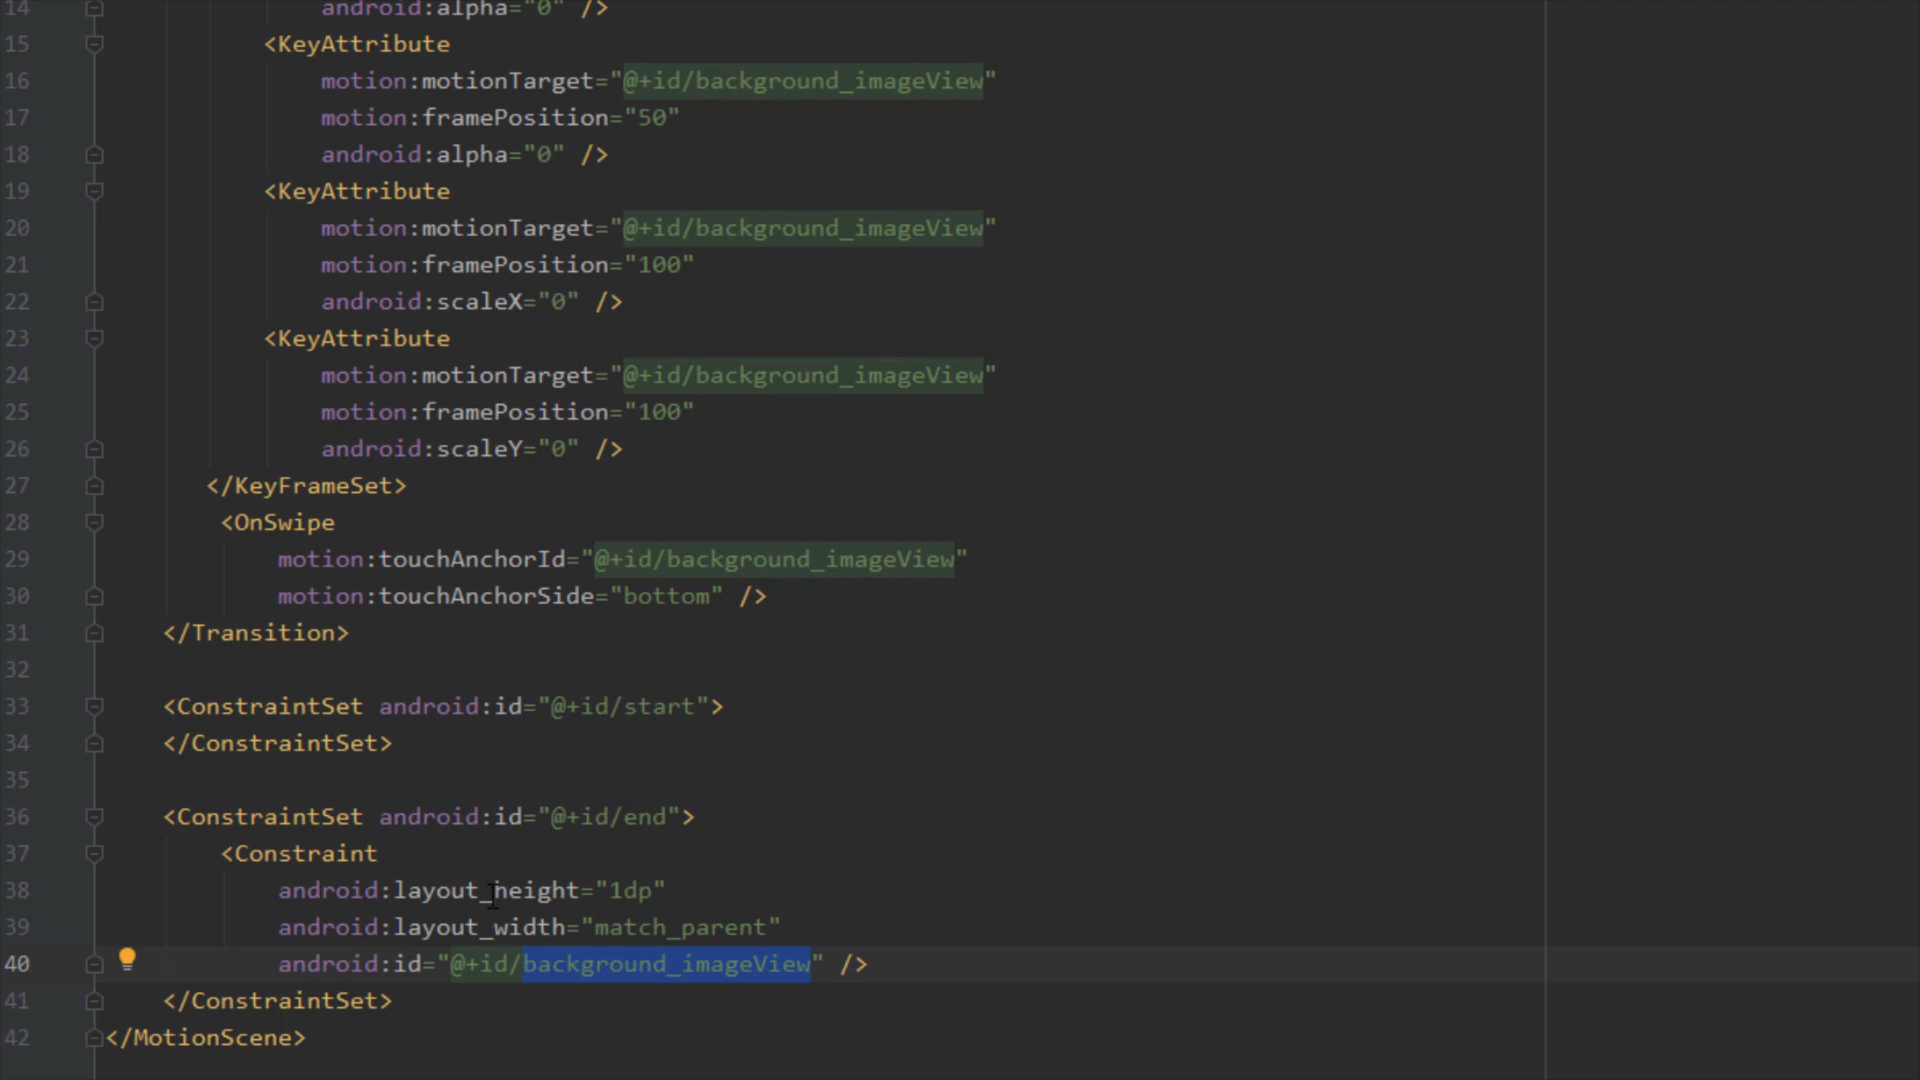 14 android:alpha="0" />
15 <KeyAttribute
16 motion:motionTarget="@+id/background_imageView"
17 motion:framePosition="50"
18 android:alpha="0" />
19 <KeyAttribute
20 motion:motionTarget="@+id/background_imageView"
21 motion:framePosition="100"
22 android:scaleX="0" />
23 <KeyAttribute
24 motion:motionTarget="@+id/background_imageView"
25 motion:framePosition="100"
26 android:scaleY="0" />
27 </KeyFrameSet>
28 <OnSwipe
29 motion:touchAnchorId="@+id/background_imageView"
30 motion:touchAnchorSide="bottom" />
31 </Transition>
32
33 <ConstraintSet android:id="@+id/start">
34 </ConstraintSet>
35
36 <ConstraintSet android:id="@+id/end">
37 <Constraint
38 android:layout_height="1dp"
39 android:layout_width="match_parent"
40 android:id="@+id/background_imageView" />
41 </ConstraintSet>
42 </MotionScene>